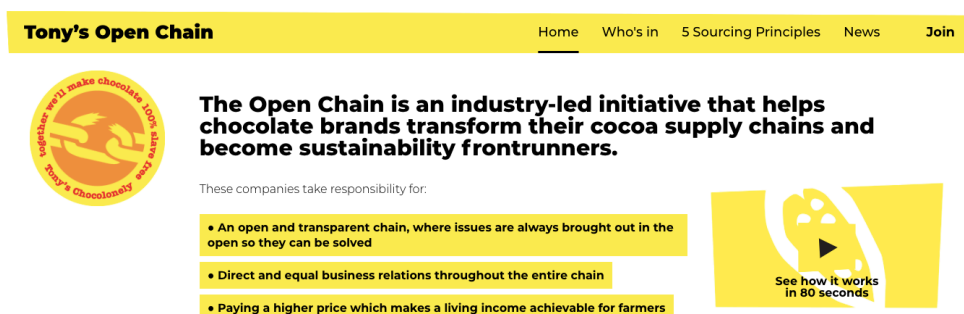 Tony's Open Chain
Home Who's in 5 Sourcing Principles News Join
together we'll make chocolate 100% slave free
Tony's Chocolonely
The Open Chain is an industry-led initiative that helps
chocolate brands transform their cocoa supply chains and
become sustainability frontrunners.
These companies take responsibility for:
• An open and transparent chain, where issues are always brought out in the
open so they can be solved
• Direct and equal business relations throughout the entire chain
• Paying a higher price which makes a living income achievable for farmers
See how it works
in 80 seconds